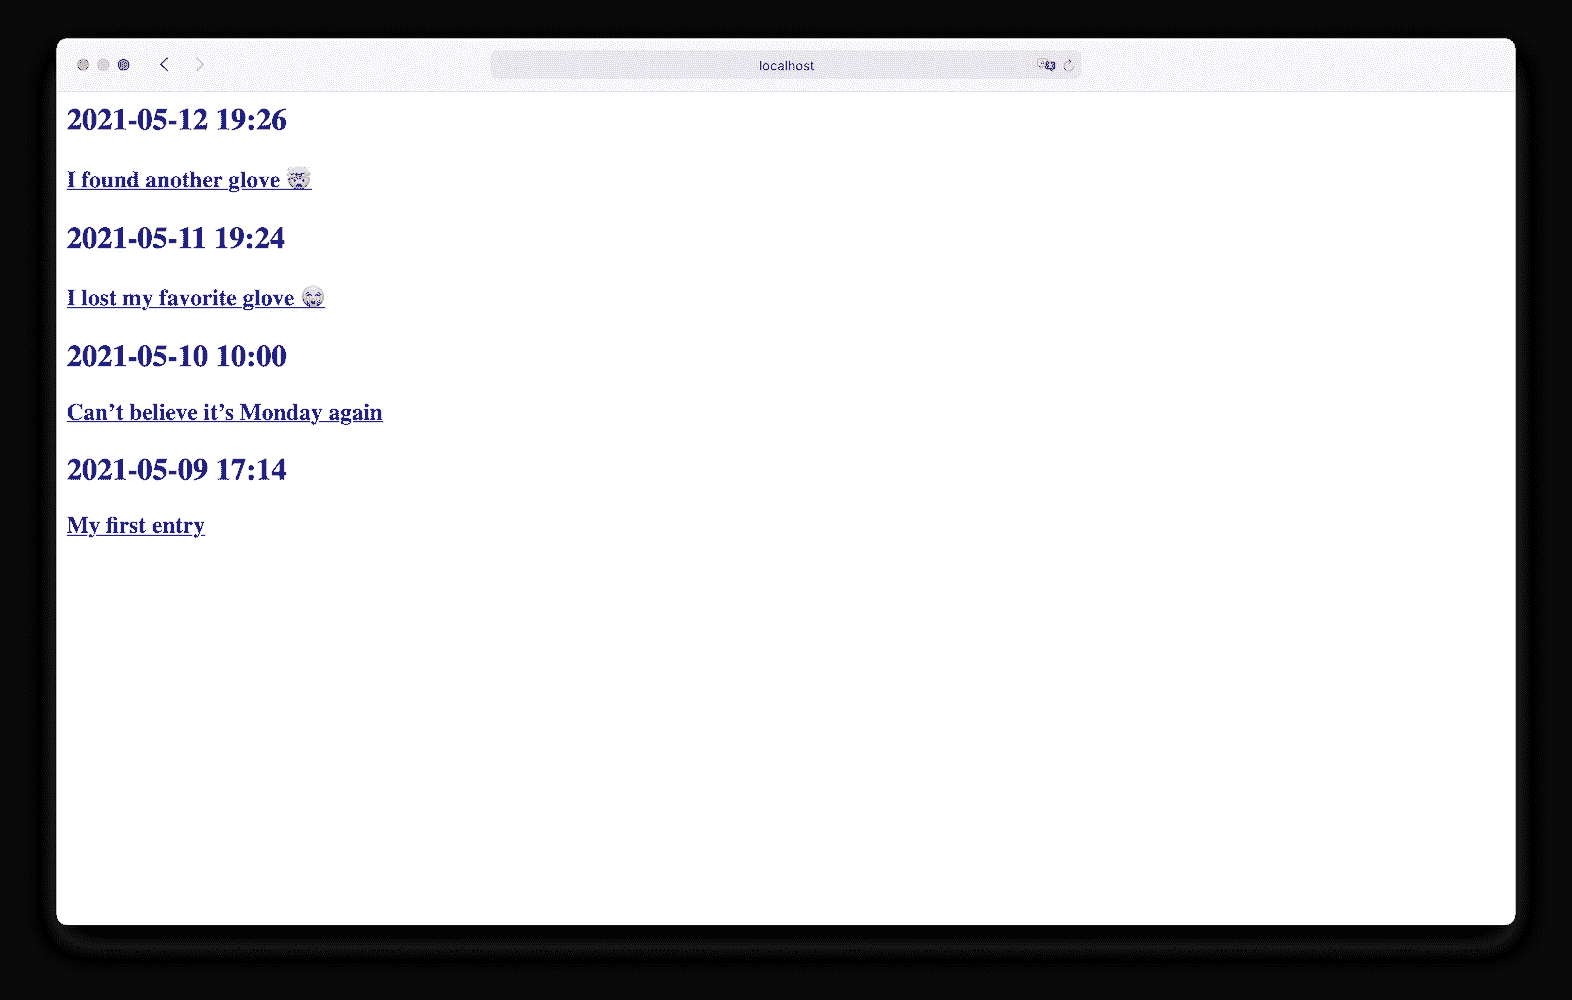 localhost
2021-05-12 19:26
I found another glove 🤯
2021-05-11 19:24
I lost my favorite glove 😭
2021-05-10 10:00
Can’t believe it’s Monday again
2021-05-09 17:14
My first entry